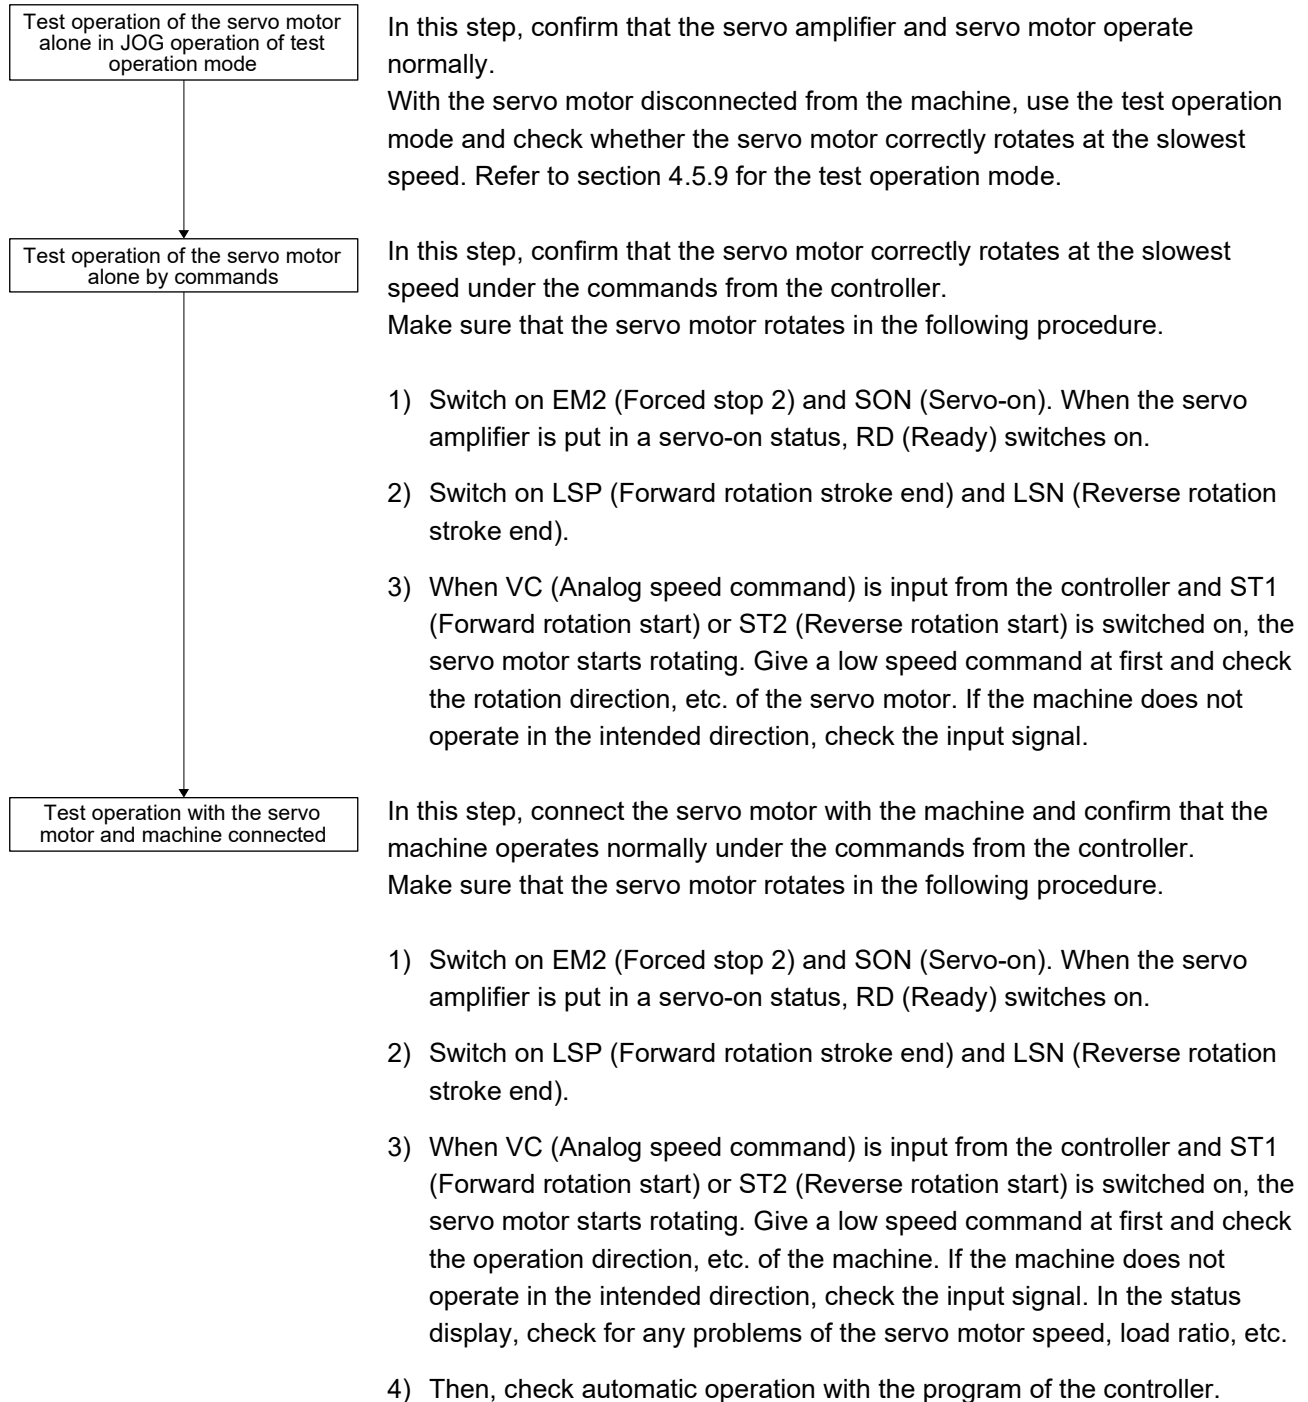 Test operation of the servo motor
alone in JOG operation of test
operation mode
In this step, confirm that the servo amplifier and servo motor operate
normally.
With the servo motor disconnected from the machine, use the test operation
mode and check whether the servo motor correctly rotates at the slowest
speed. Refer to section 4.5.9 for the test operation mode.
Test operation of the servo motor
alone by commands
In this step, confirm that the servo motor correctly rotates at the slowest
speed under the commands from the controller.
Make sure that the servo motor rotates in the following procedure.
1) Switch on EM2 (Forced stop 2) and SON (Servo-on). When the servo
amplifier is put in a servo-on status, RD (Ready) switches on.
2) Switch on LSP (Forward rotation stroke end) and LSN (Reverse rotation
stroke end).
3) When VC (Analog speed command) is input from the controller and ST1
(Forward rotation start) or ST2 (Reverse rotation start) is switched on, the
servo motor starts rotating. Give a low speed command at first and check
the rotation direction, etc. of the servo motor. If the machine does not
operate in the intended direction, check the input signal.
Test operation with the servo
motor and machine connected
In this step, connect the servo motor with the machine and confirm that the
machine operates normally under the commands from the controller.
Make sure that the servo motor rotates in the following procedure.
1) Switch on EM2 (Forced stop 2) and SON (Servo-on). When the servo
amplifier is put in a servo-on status, RD (Ready) switches on.
2) Switch on LSP (Forward rotation stroke end) and LSN (Reverse rotation
stroke end).
3) When VC (Analog speed command) is input from the controller and ST1
(Forward rotation start) or ST2 (Reverse rotation start) is switched on, the
servo motor starts rotating. Give a low speed command at first and check
the operation direction, etc. of the machine. If the machine does not
operate in the intended direction, check the input signal. In the status
display, check for any problems of the servo motor speed, load ratio, etc.
4) Then, check automatic operation with the program of the controller.